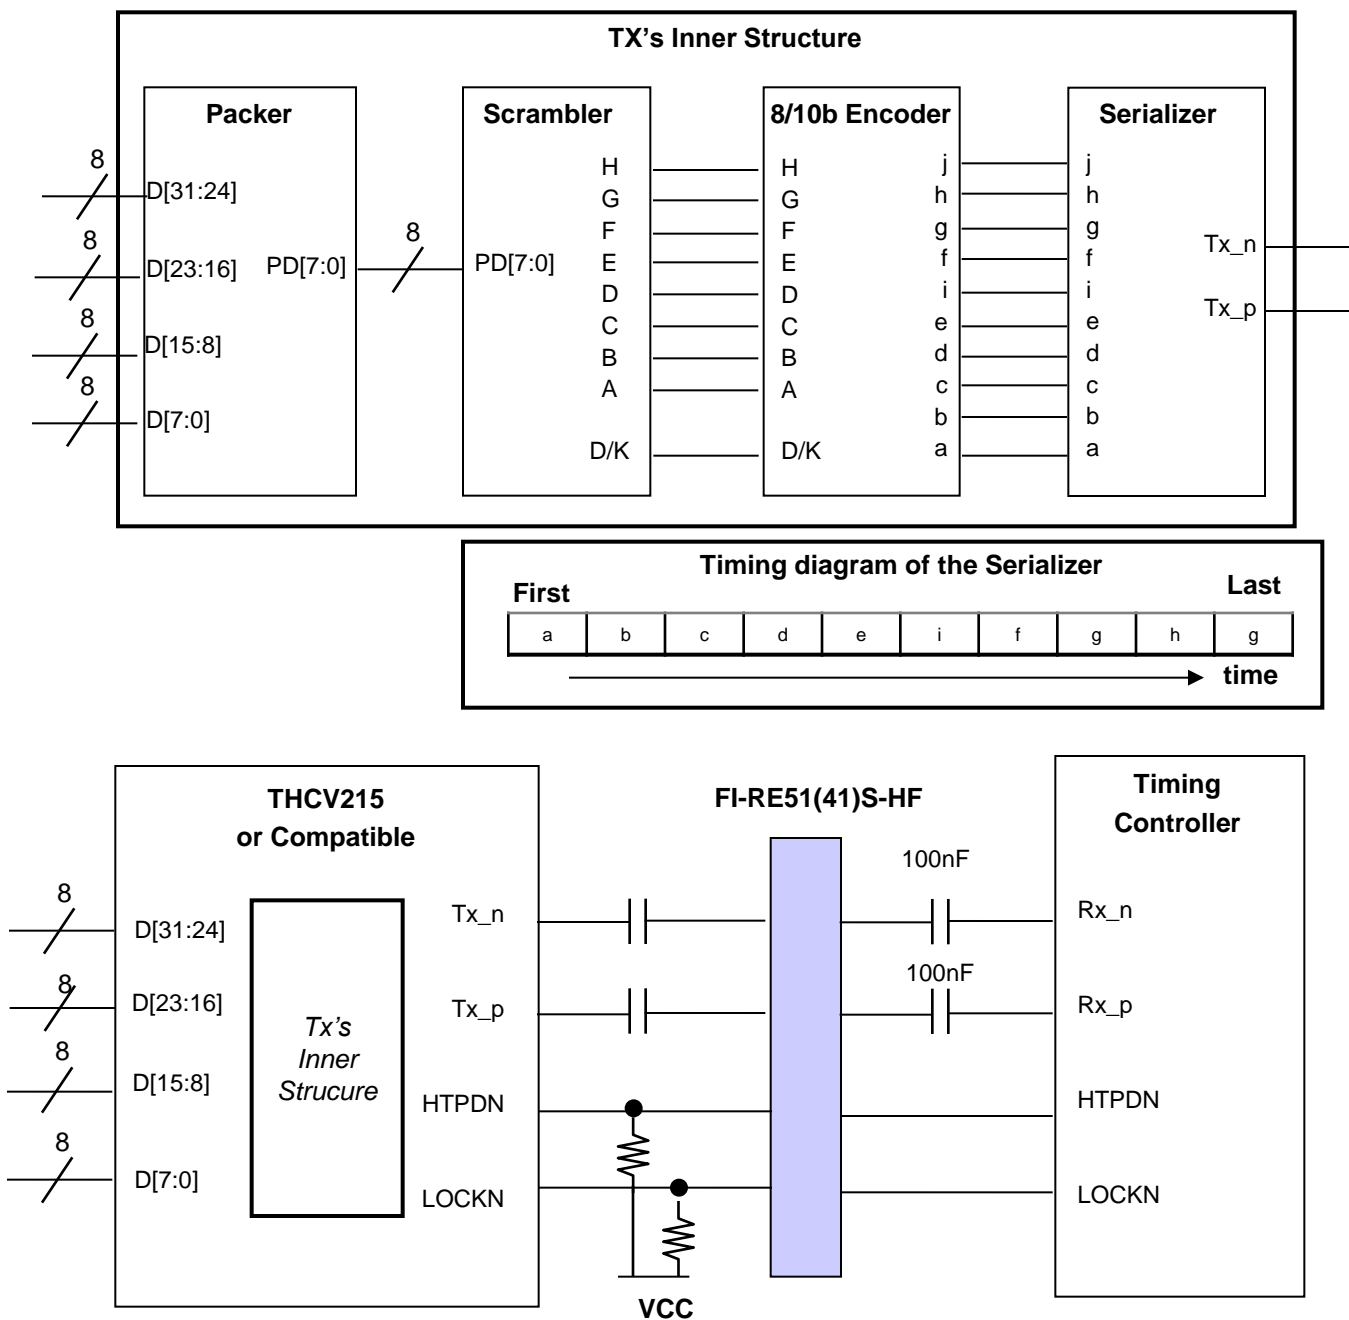 TX's Inner Structure
Packer
Scrambler
8/10b Encoder
Serializer
8
D[31:24]
8
D[23:16]
8
D[15:8]
8
D[7:0]
PD[7:0]
8
PD[7:0]
H
G
F
E
D
C
B
A
D/K
H
G
F
E
D
C
B
A
D/K
j
h
g
f
i
e
d
c
b
a
j
h
g
f
i
e
d
c
b
a
Tx_n
Tx_p
Timing diagram of the Serializer
First
Last
a b c d e i f g h g
time
THCV215
or Compatible
FI-RE51(41)S-HF
Timing
Controller
8
D[31:24]
8
D[23:16]
8
D[15:8]
8
D[7:0]
Tx's
Inner
Strucure
Tx_n
Tx_p
HTPDN
LOCKN
VCC
100nF
100nF
Rx_n
Rx_p
HTPDN
LOCKN